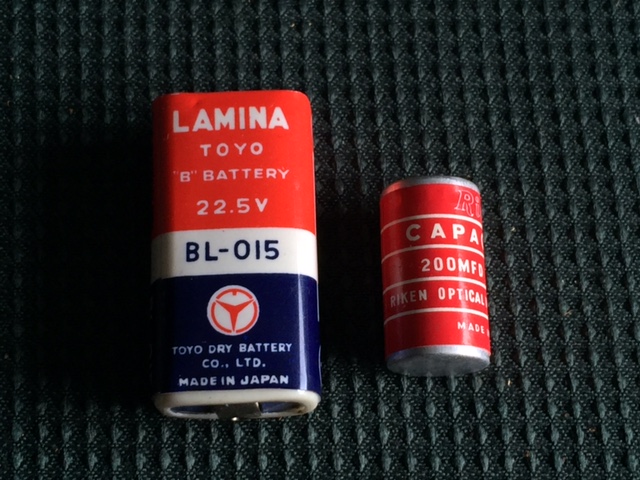 LAMINA
TOYO
"B" BATTERY
22.5V
BL-015
TOYO DRY BATTERY
CO., LTD.
MADE IN JAPAN
200MFD
RIKEN OPTICAL
MADE